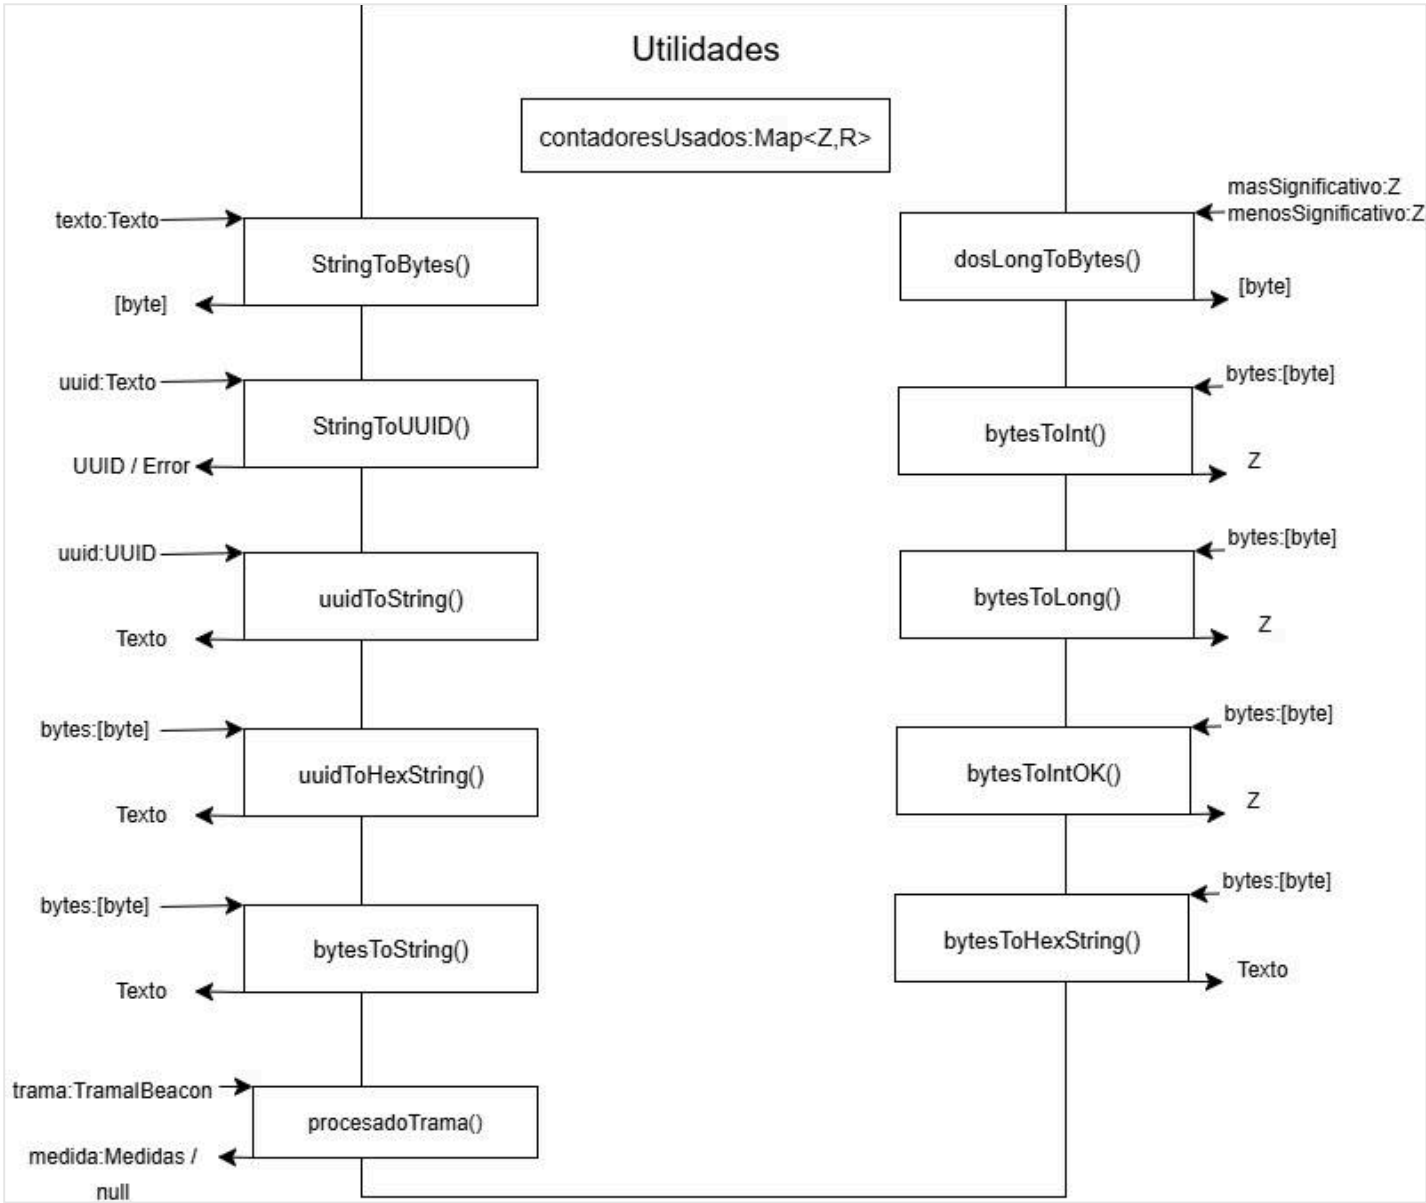 Utilidades
contadoresUsados:Map<Z,R>
texto:Texto
StringToBytes()
[byte]
uuid:Texto
StringToUUID()
UUID / Error
uuid:UUID
uuidToString()
Texto
bytes:[byte]
uuidToHexString()
Texto
bytes:[byte]
bytesToString()
Texto
trama:TramaIBeacon
procesadoTrama()
medida:Medidas /
null
masSignificativo:Z
menosSignificativo:Z
dosLongToBytes()
[byte]
bytes:[byte]
bytesToInt()
Z
bytes:[byte]
bytesToLong()
Z
bytes:[byte]
bytesToIntOK()
Z
bytes:[byte]
bytesToHexString()
Texto